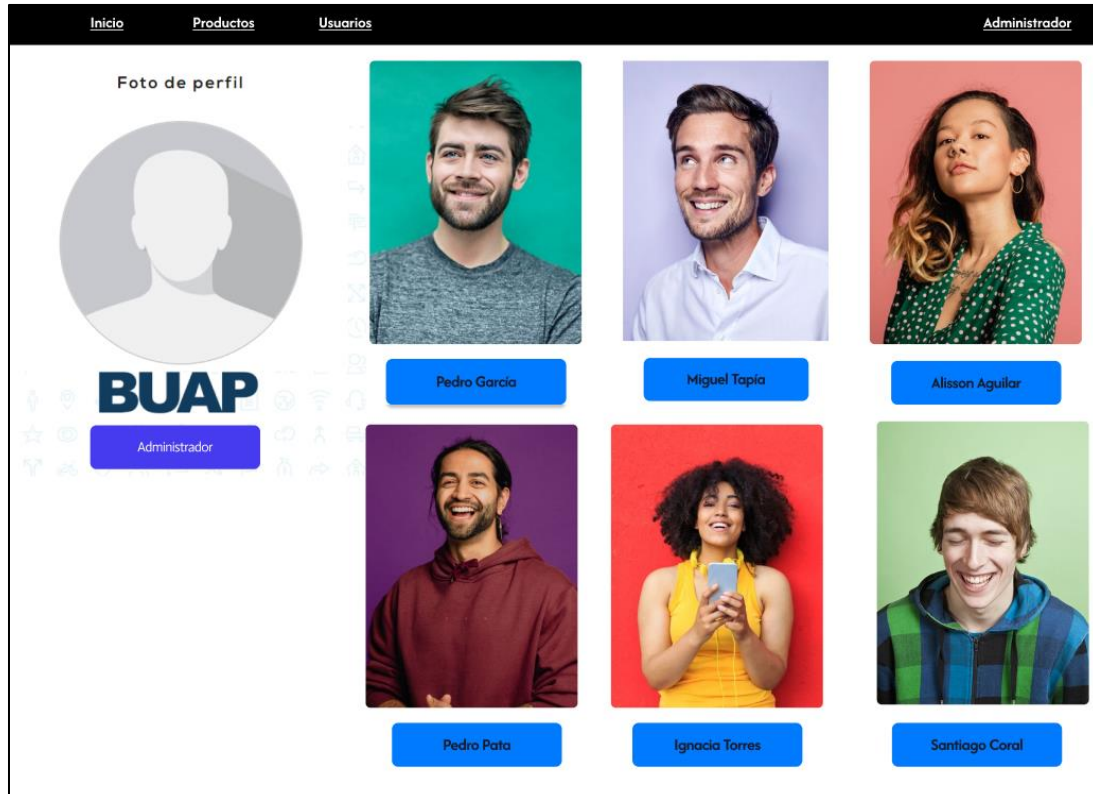 Inicio
Productos
Usuarios
Administrador
Foto de perfil
BUAP
Administrador
Pedro García
Miguel Tapía
Alisson Aguilar
Pedro Pata
Ignacia Torres
Santiago Coral